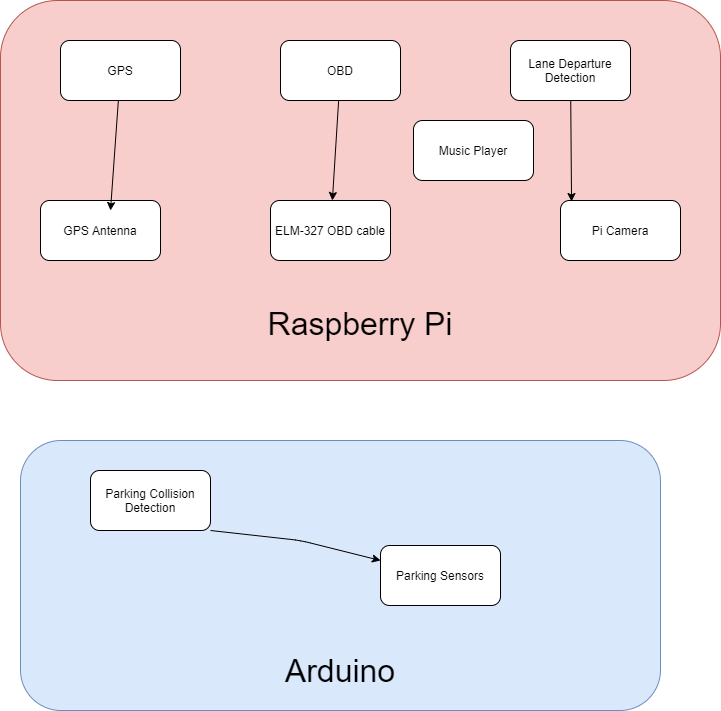 GPS
OBD
Lane Departure
Detection
Music Player
GPS Antenna
ELM-327 OBD cable
Pi Camera
Raspberry Pi
Parking Collision
Detection
Parking Sensors
Arduino